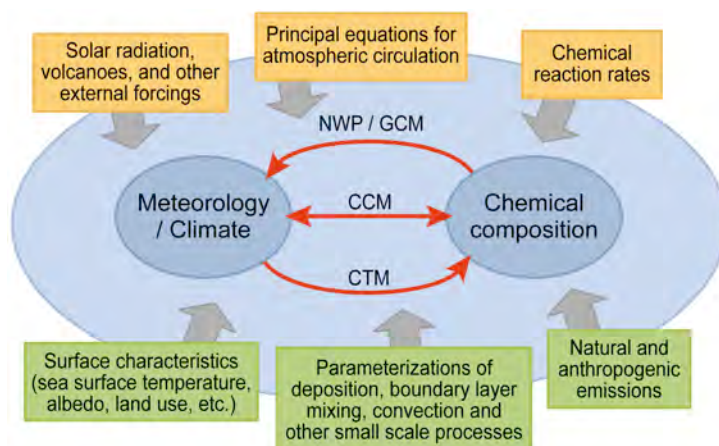 Solar radiation,
volcanoes, and other
external forcings
Principal equations for
atmospheric circulation
Chemical
reaction rates
NWP / GCM
Meteorology
/ Climate
CCM
Chemical
composition
CTM
Surface characteristics
(sea surface temperature,
albedo, land use, etc.)
Parameterizations of
deposition, boundary layer
mixing, convection and
other small scale processes
Natural and
anthropogenic
emissions